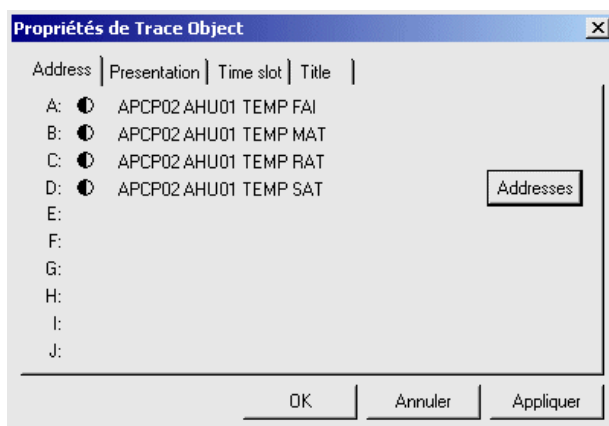 Propriétés de Trace Object
Address Presentation Time slot Title
A: APCP02 AHU01 TEMP FAI
B: APCP02 AHU01 TEMP MAT
C: APCP02 AHU01 TEMP RAT
D: APCP02 AHU01 TEMP SAT
Addresses
E:
F:
G:
H:
I:
J:
OK Annuler Appliquer